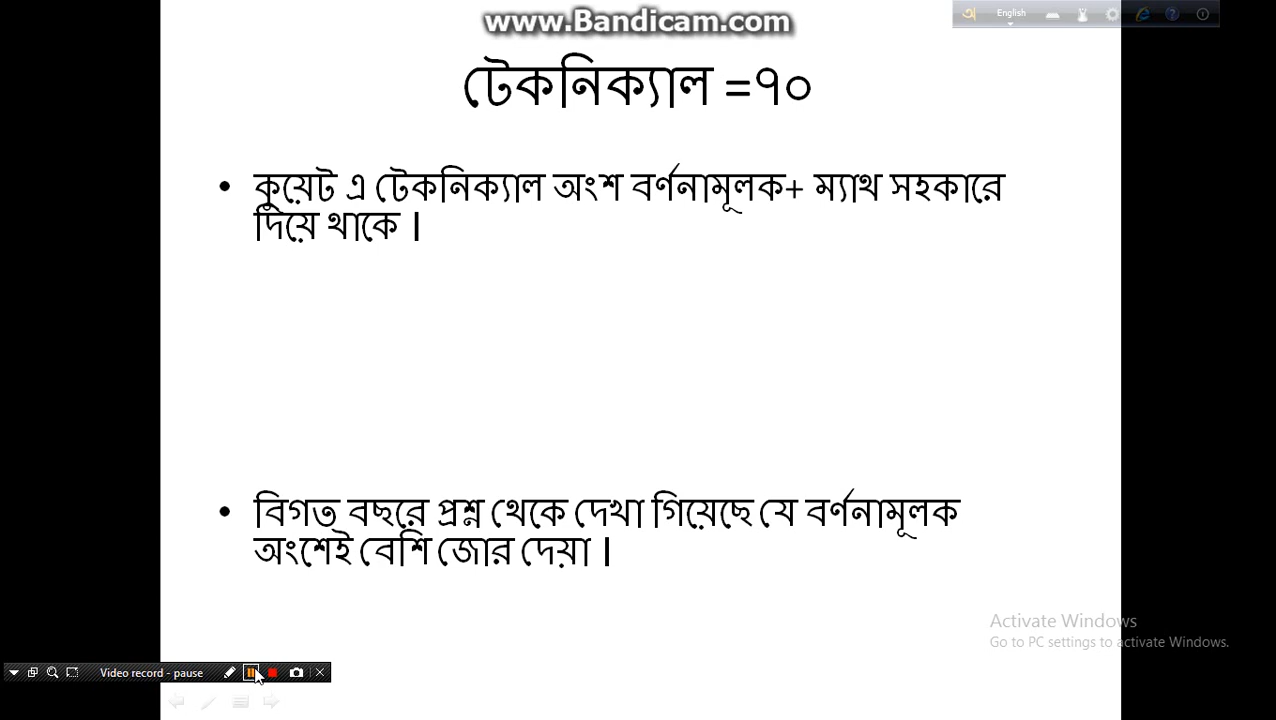 www.Bandicam.com
English
টেকনিক্যাল =৭০
• কুয়েট এ টেকনিক্যাল অংশ বর্ণনামূলক+ ম্যাথ সহকারে
দিয়ে থাকে ।
• বিগত বছরে প্রশ্ন থেকে দেখা গিয়েছে যে বর্ণনামূলক
অংশেই বেশি জোর দেয়া ।
Activate Windows
Go to PC settings to activate Windows.
Video record - pause